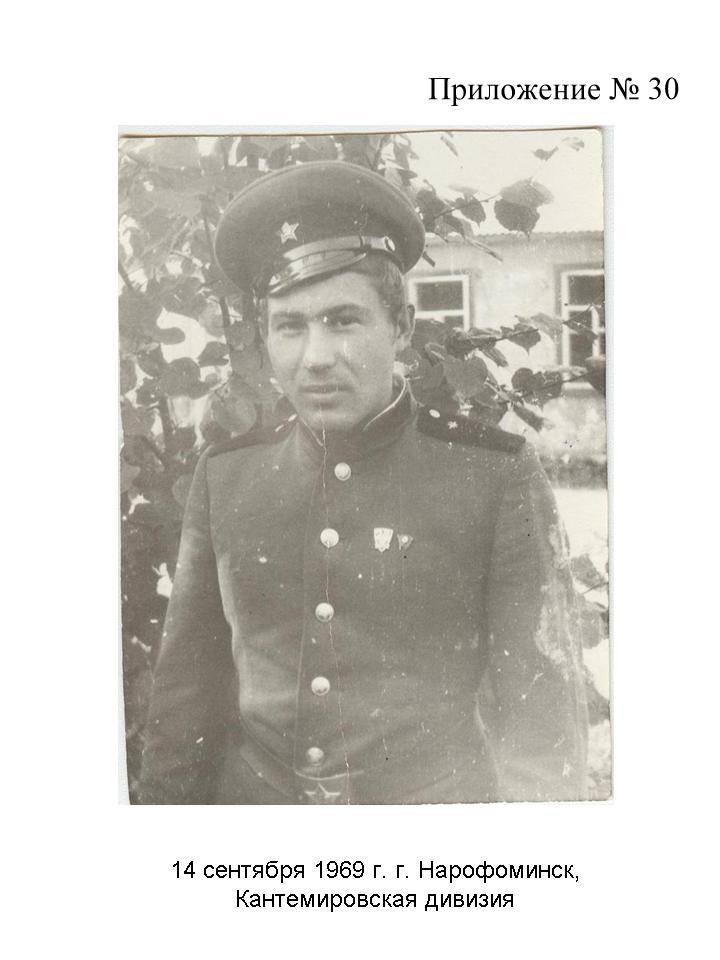 Приложение № 30
14 сентября 1969 г. г. Нарофоминск,
Кантемировская дивизия